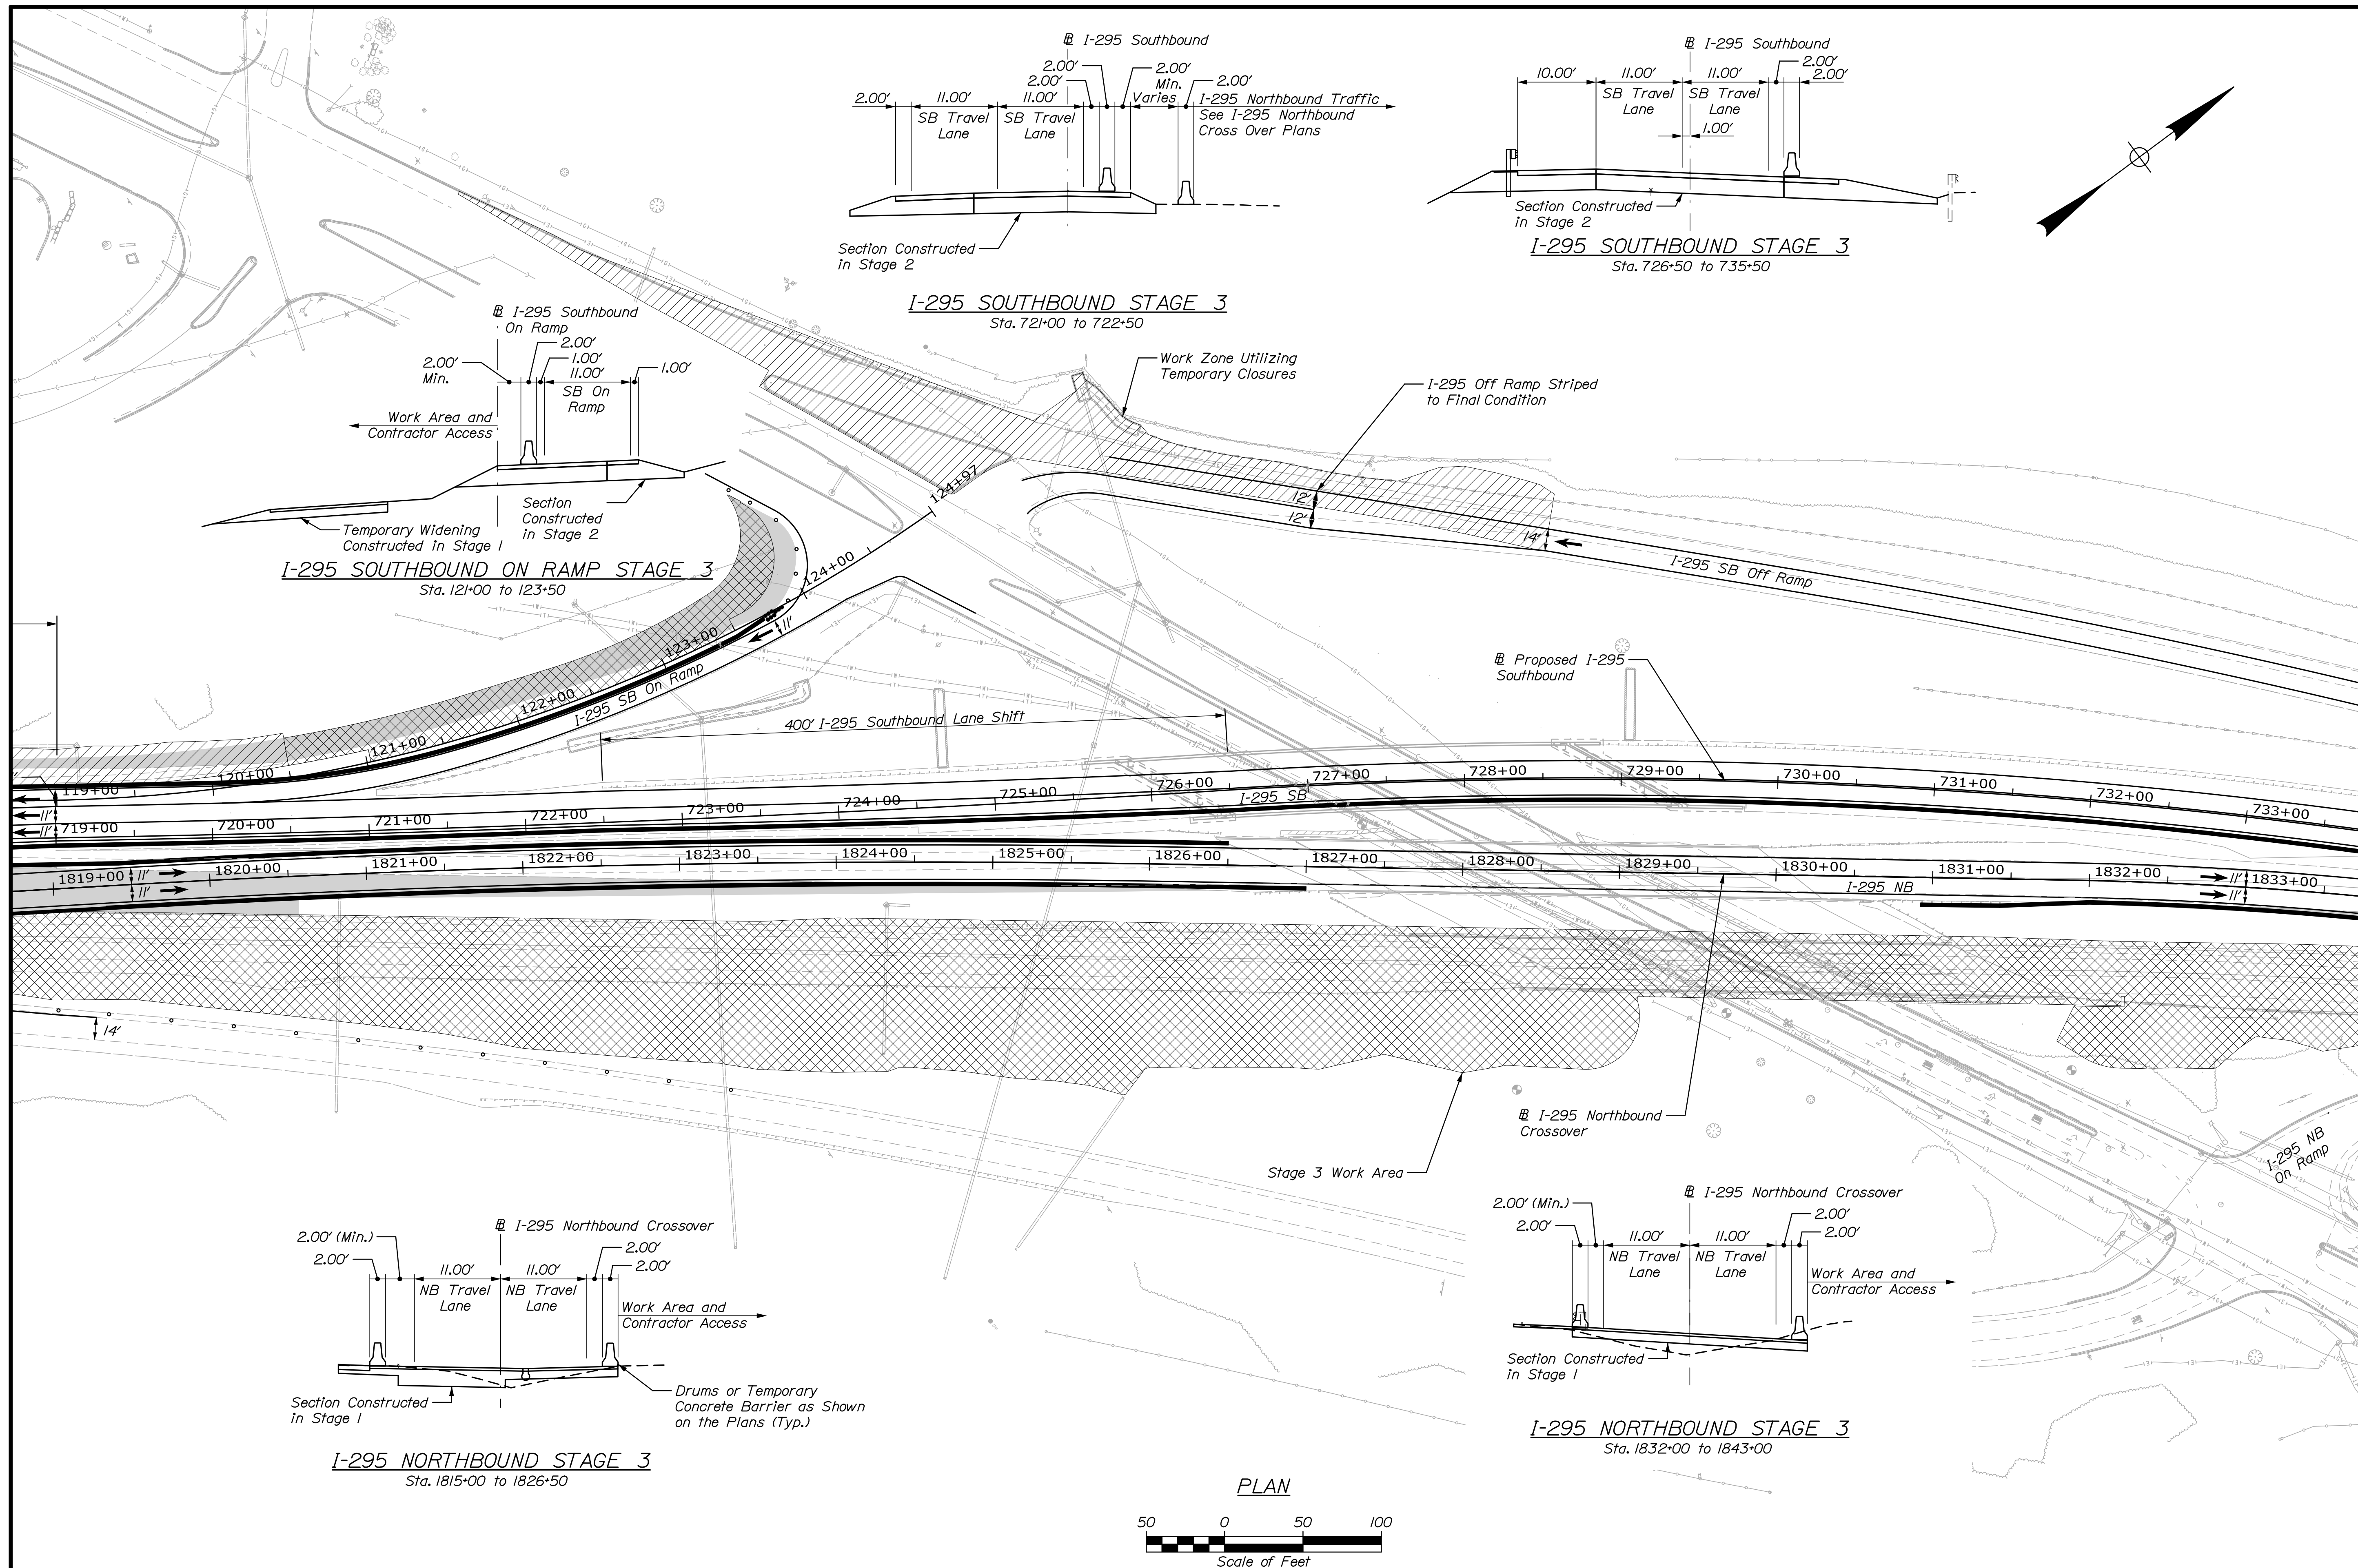 ℄ I-295 Southbound
2.00'
2.00'
2.00'
Min.
Varies
2.00'
2.00'
11.00'
SB Travel
Lane
11.00'
SB Travel
Lane
I-295 Northbound Traffic
See I-295 Northbound
Cross Over Plans
Section Constructed
in Stage 2
I-295 SOUTHBOUND STAGE 3
Sta. 721+00 to 722+50
I-295 Southbound
10.00'
11.00'
SB Travel
Lane
11.00'
SB Travel
Lane
2.00'
2.00'
1.00'
Section Constructed
in Stage 2
I-295 SOUTHBOUND STAGE 3
Sta. 726+50 to 735+50
I-295 Southbound
On Ramp
2.00'
Min.
2.00'
1.00'
11.00'
SB On
Ramp
1.00'
Work Area and
Contractor Access
Section
Constructed
in Stage 2
Temporary Widening
Constructed in Stage 1
I-295 SOUTHBOUND ON RAMP STAGE 3
Sta. 121+00 to 123+50
Work Zone Utilizing
Temporary Closures
I-295 Off Ramp Striped
to Final Condition
12'
12'
14'
I-295 SB Off Ramp
124+97
124+00
123+00
122+00
121+00
120+00
119+00
11'
I-295 SB On Ramp
400' I-295 Southbound Lane Shift
Proposed I-295
Southbound
11'
11'
719+00
720+00
721+00
722+00
723+00
724+00
725+00
726+00
727+00
728+00
729+00
730+00
731+00
732+00
733+00
I-295 SB
1819+00
1820+00
1821+00
1822+00
1823+00
1824+00
1825+00
1826+00
1827+00
1828+00
1829+00
1830+00
1831+00
1832+00
1833+00
11'
11'
11'
11'
I-295 NB
14'
I-295 Northbound
Crossover
Stage 3 Work Area
I-295 NB
On Ramp
I-295 Northbound Crossover
2.00' (Min.)
2.00'
11.00'
NB Travel
Lane
11.00'
NB Travel
Lane
2.00'
2.00'
Work Area and
Contractor Access
Section Constructed
in Stage 1
Drums or Temporary
Concrete Barrier as Shown
on the Plans (Typ.)
I-295 NORTHBOUND STAGE 3
Sta. 1815+00 to 1826+50
I-295 Northbound Crossover
2.00' (Min.)
2.00'
11.00'
NB Travel
Lane
11.00'
NB Travel
Lane
2.00'
2.00'
Work Area and
Contractor Access
Section Constructed
in Stage 1
I-295 NORTHBOUND STAGE 3
Sta. 1832+00 to 1843+00
PLAN
50 0 50 100
Scale of Feet